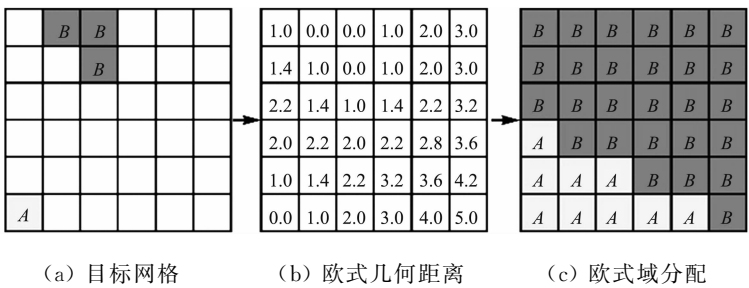 B B 1.0 0.0 0.0 1.0 2.0 3.0 B B B B B B
B 1.4 1.0 0.0 1.0 2.0 3.0 B B B B B B
2.2 1.4 1.0 1.4 2.2 3.2 B B B B B B
2.0 2.2 2.0 2.2 2.8 3.6 A B B B B B
1.0 1.4 2.2 3.2 3.6 4.2 A A A B B B
A 0.0 1.0 2.0 3.0 4.0 5.0 A A A A A B
(a) 目标网格 (b) 欧式几何距离 (c) 欧式域分配